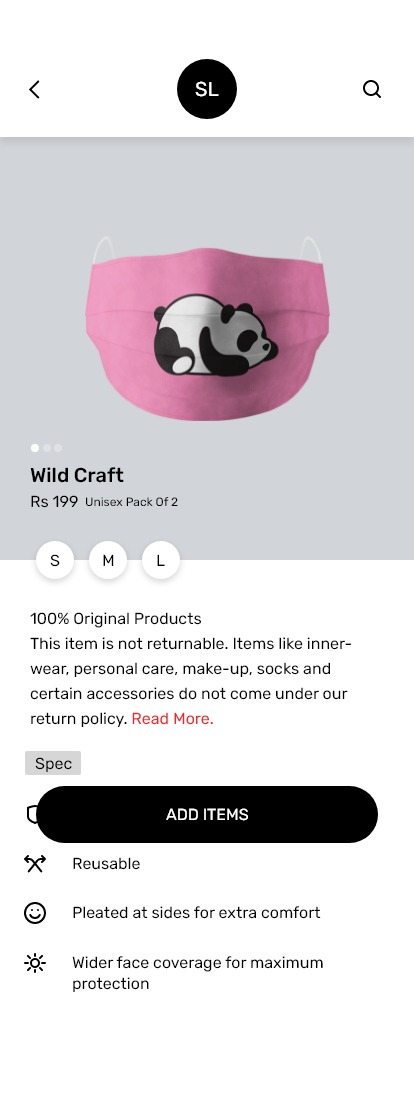 SL
Wild Craft
Rs 199 Unisex Pack Of 2
S M L
100% Original Products
This item is not returnable. Items like inner-
wear, personal care, make-up, socks and
certain accessories do not come under our
return policy. Read More.
Spec
ADD ITEMS
Reusable
Pleated at sides for extra comfort
Wider face coverage for maximum
protection